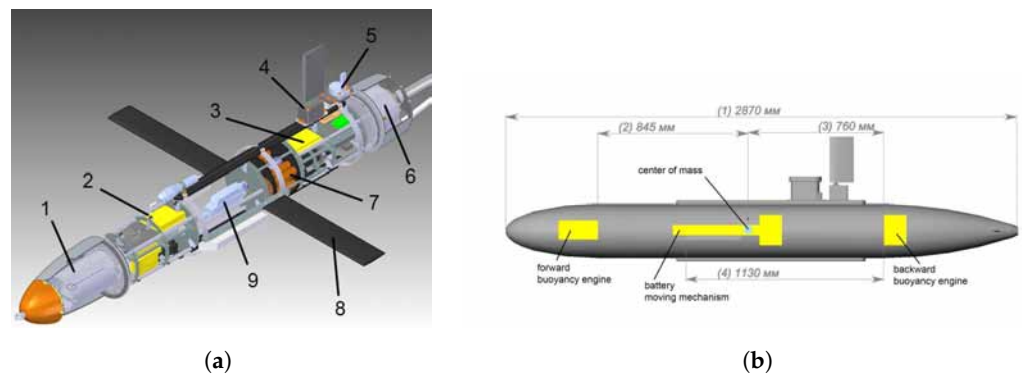 5
4
3
2
1
6
7
8
9
(1) 2870 мм
(2) 845 мм
(3) 760 мм
center of mass
forward
buoyancy engine
battery
moving mechanism
backward
buoyancy engine
(4) 1130 мм
(a)
(b)